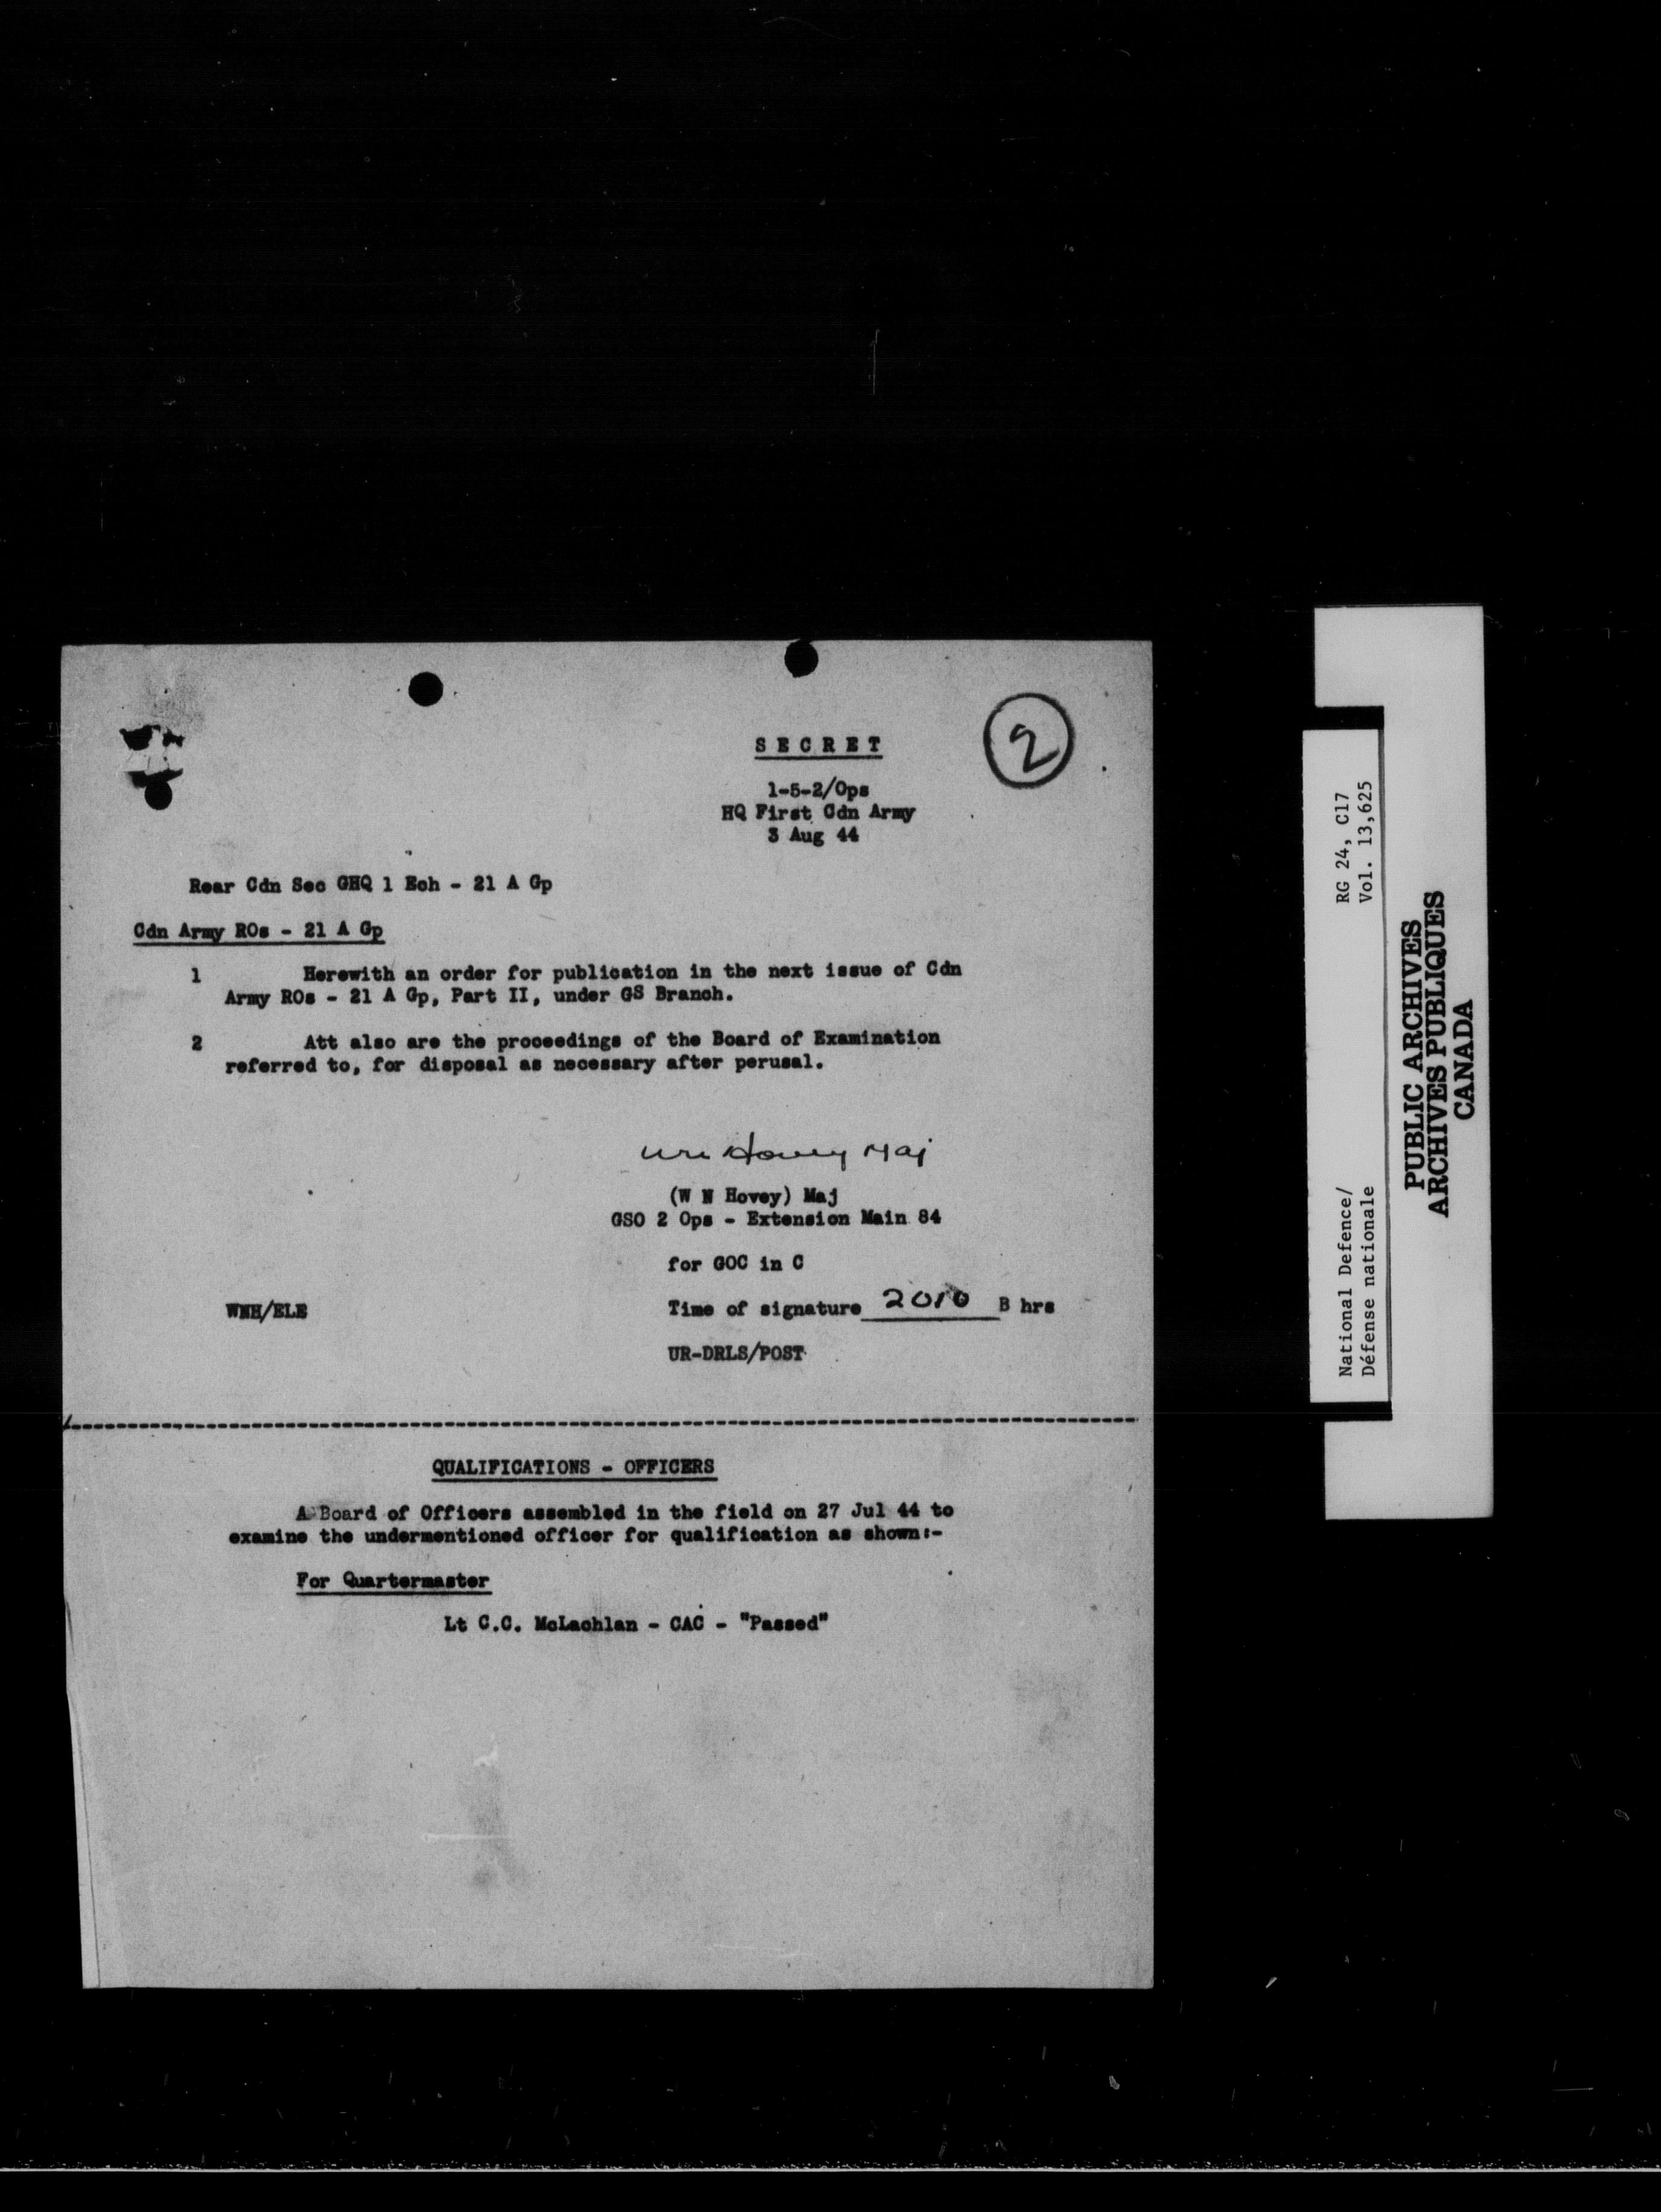 SECRET
2
1-5-2/Ops
HQ First Cdn Army
3 Aug 44
Rear Cdn Sec GHQ 1 Ech - 21 A Gp
Cdn Army ROs - 21 A Gp
1 Herewith an order for publication in the next issue of Cdn
Army ROs - 21 A Gp, Part II, under GS Branch.
2 Att also are the proceedings of the Board of Examination
referred to, for disposal as necessary after perusal.
WN Hovey Maj
(W N Hovey) Maj
GSO 2 Ops - Extension Main 84
for GOC in C
WNH/ELE Time of signature 2010 B hrs
UR-DRLS/POST
QUALIFICATIONS - OFFICERS
A Board of Officers assembled in the field on 27 Jul 44 to
examine the undermentioned officer for qualification as shown:-
For Quartermaster
Lt C.C. McLachlan - CAC - "Passed"
National Defence/ RG 24, C17
Défense nationale Vol. 13,625
PUBLIC ARCHIVES
ARCHIVES PUBLIQUES
CANADA